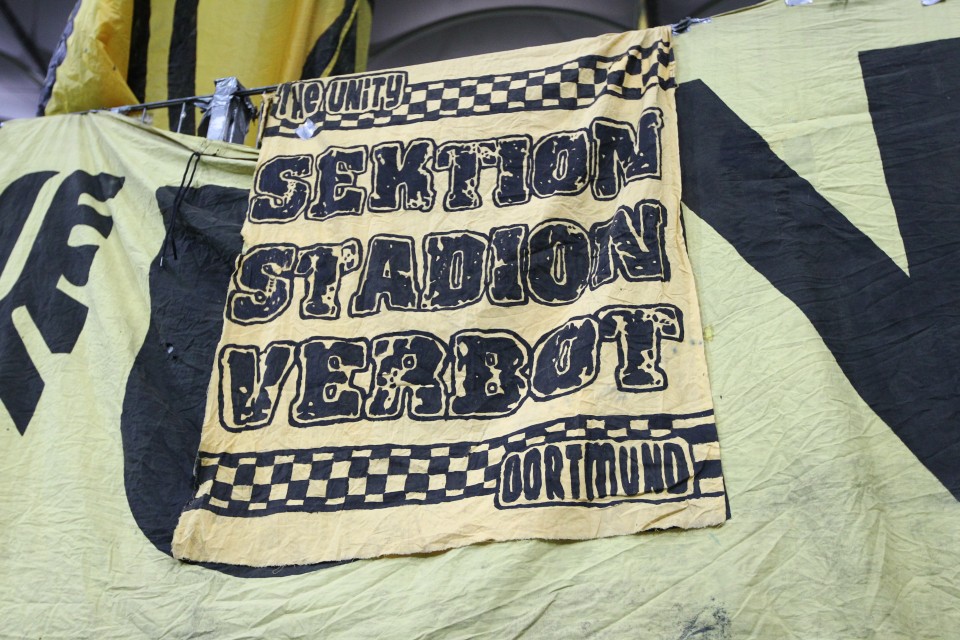 THE UNITY
SEKTION
STADION
VERBOT
DORTMUND